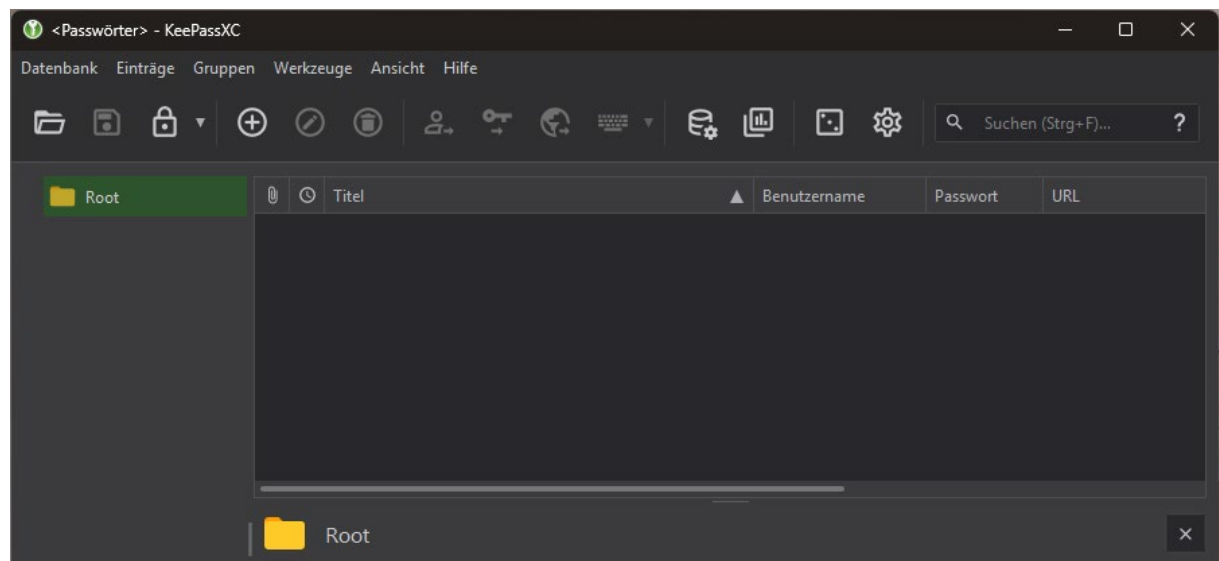 <Passwörter> - KeePassXC
Datenbank Einträge Gruppen Werkzeuge Ansicht Hilfe
Suchen (Strg+F)... ?
Root Titel Benutzername Passwort URL
Root